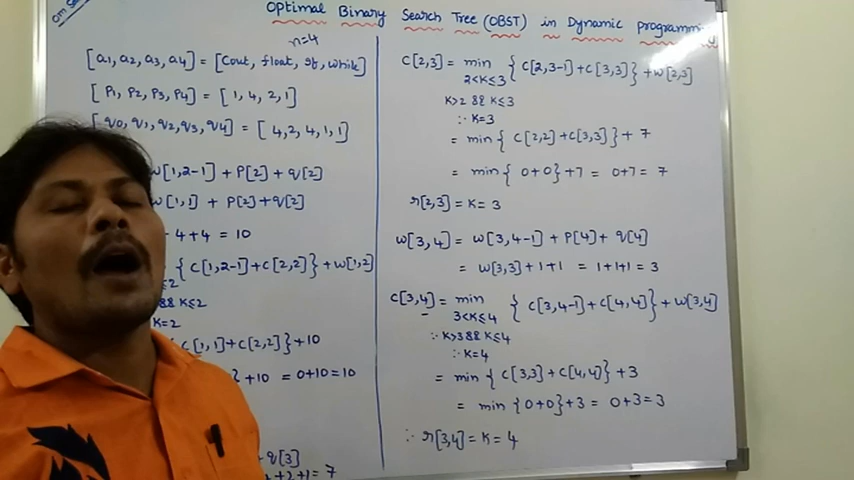 Optimal Binary Search Tree (OBST) in Dynamic programming
n=4
[a1, a2, a3, a4] = [Cout, float, if, while]
[P1, P2, P3, P4] = [1, 4, 2, 1]
[q0, q1, q2, q3, q4] = [4, 2, 4, 1, 1]
w[1,2-1] + P[2] + q[2]
w[1,1] + P[2] + q[2]
4+4 = 10
{C[1,2-1]+C[2,2]}+w[1,2]
K≤2
K=2
C[1,1]+C[2,2]}+10
}+10 = 0+10=10
q[3]
+2+1=7
C[2,3] = min {C[2,3-1]+C[3,3]}+w[2,3]
2<K≤3
K>2 && K≤3
∴ K=3
= min{C[2,2]+C[3,3]}+7
= min{0+0}+7 = 0+7= 7
r[2,3] = K= 3
w[3,4] = w[3,4-1] + P[4] + q[4]
= w[3,3]+1+1 = 1+1+1 = 3
C[3,4] = min {C[3,4-1]+C[4,4]}+w[3,4]
3<K≤4
∵ K>3 && K≤4
∴ K=4
= min{C[3,3]+C[4,4]}+3
= min{0+0}+3 = 0+3=3
∴ r[3,4]=K=4